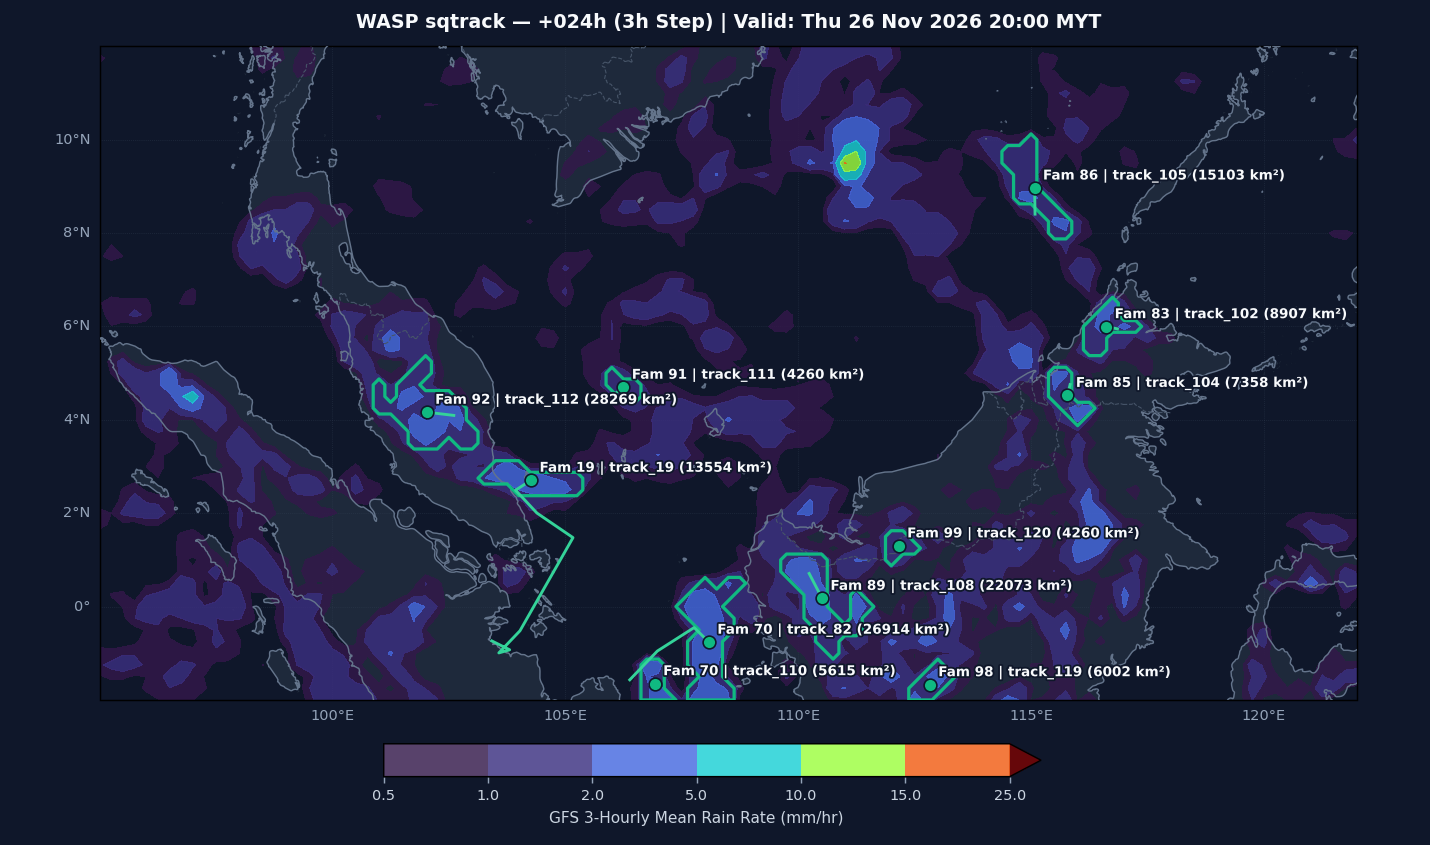 WASP sqtrack — +024h (3h Step) | Valid: Thu 26 Nov 2026 20:00 MYT
10°N
Fam 86 | track_105 (15103 km²)
8°N
Fam 83 | track_102 (8907 km²)
6°N
Fam 91 | track_111 (4260 km²)
Fam 85 | track_104 (7358 km²)
Fam 92 | track_112 (28269 km²)
4°N
Fam 19 | track_19 (13554 km²)
2°N
Fam 99 | track_120 (4260 km²)
Fam 89 | track_108 (22073 km²)
0°
Fam 70 | track_82 (26914 km²)
Fam 70 | track_110 (5615 km²)
Fam 98 | track_119 (6002 km²)
100°E 105°E 110°E 115°E 120°E
0.5 1.0 2.0 5.0 10.0 15.0 25.0
GFS 3-Hourly Mean Rain Rate (mm/hr)